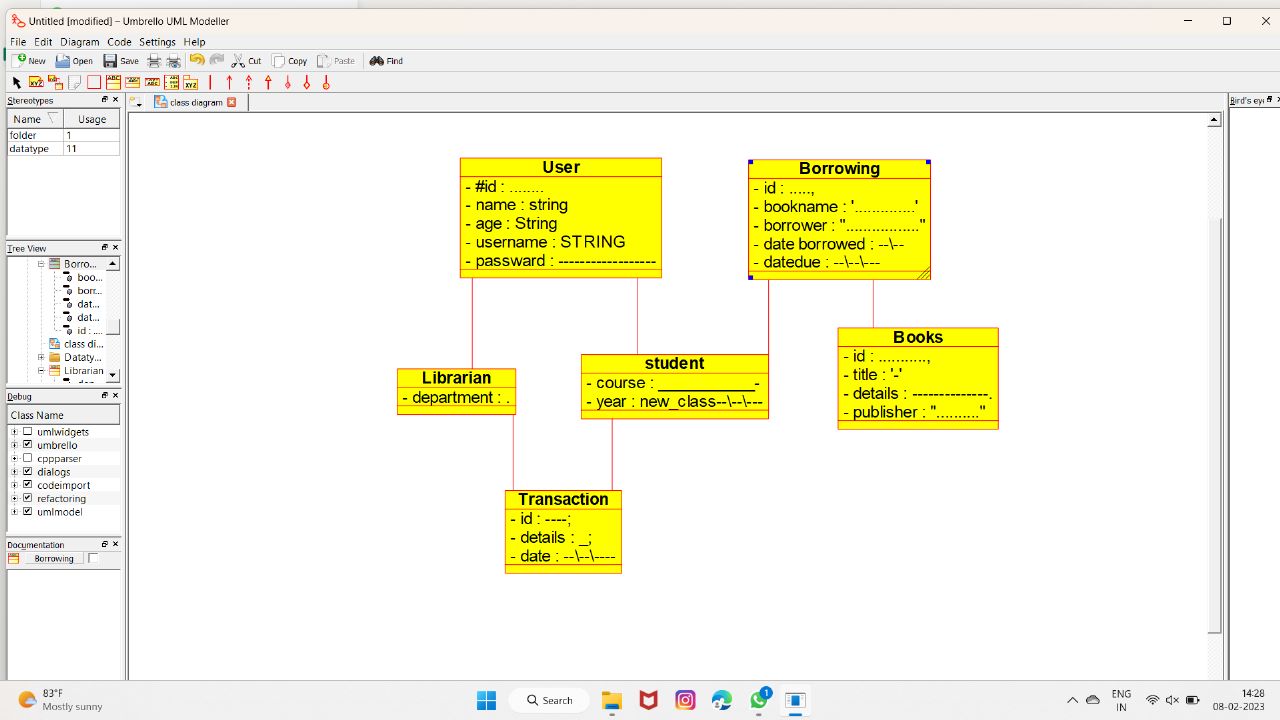 Untitled [modified] – Umbrello UML Modeller
File Edit Diagram Code Settings Help
New Open Save Cut Copy Paste Find
Stereotypes
Name Usage
folder 1
datatype 11
Tree View
Borro...
boo...
borr...
dat...
dat...
id : ....
class di...
Dataty...
Librarian
Debug
Class Name
umlwidgets
umbrello
cppparser
dialogs
codeimport
refactoring
umlmodel
Documentation
Borrowing
class diagram
Bird's eye
User
- #id : ........
- name : string
- age : String
- username : STRING
- passward : ------------------
Borrowing
- id : .....,
- bookname : '..............'
- borrower : "................."
- date borrowed : --\--
- datedue : --\--\---
Librarian
- department : .
student
- course : ____________-
- year : new_class--\--\---
Books
- id : ...........,
- title : '-'
- details : --------------.
- publisher : ".........."
Transaction
- id : ----;
- details : _;
- date : --\--\----
83°F
Mostly sunny
Search
1
ENG
IN
14:28
08-02-2023